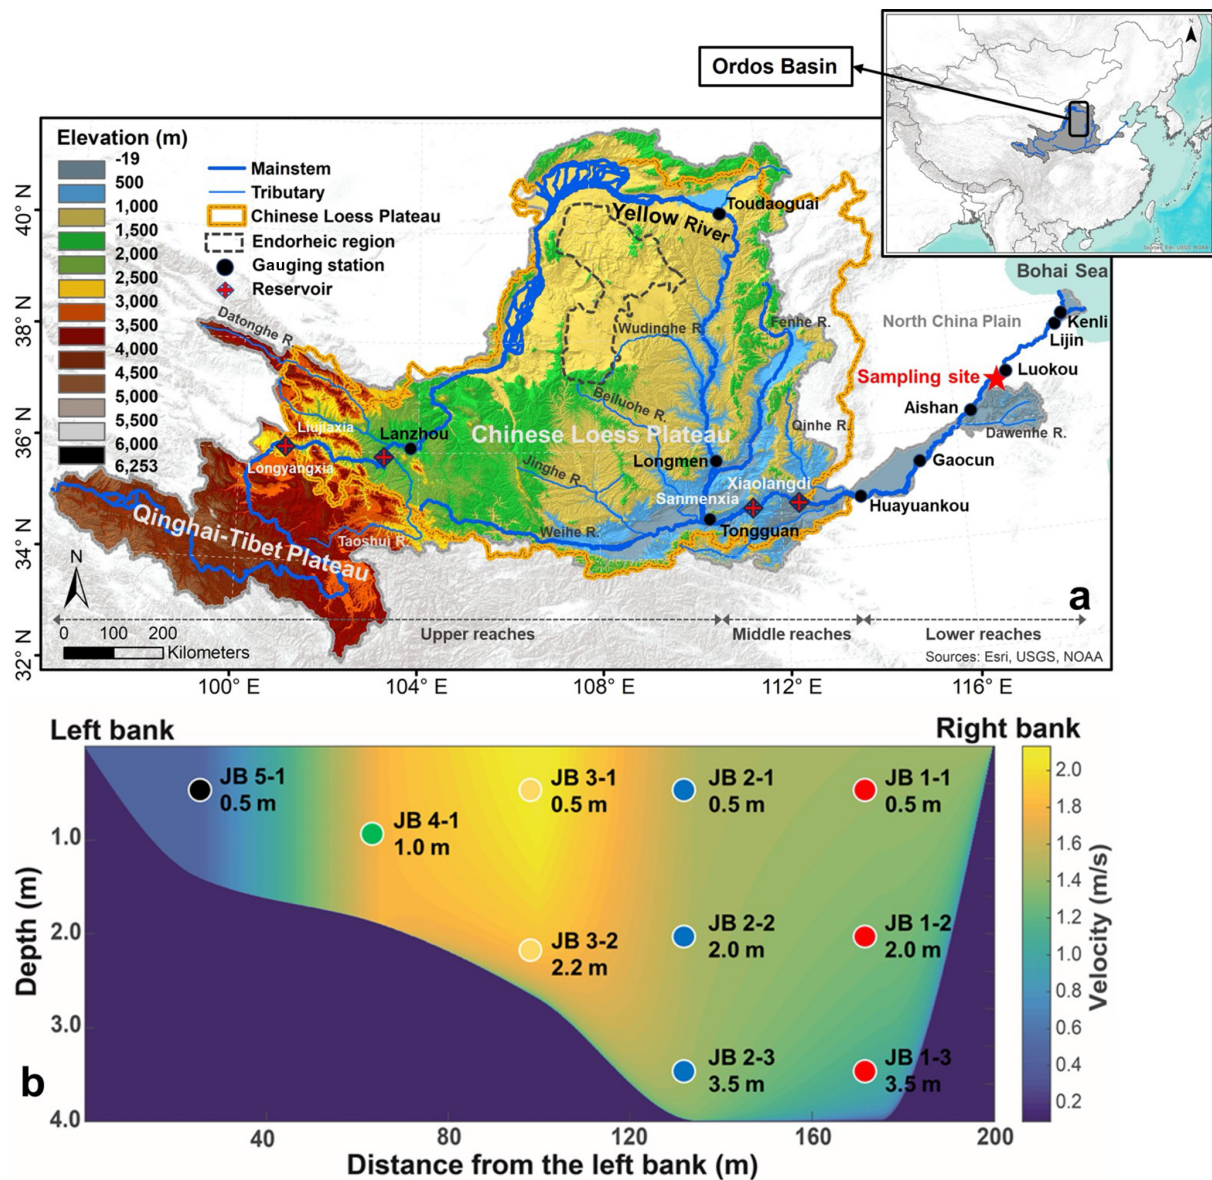 Ordos Basin
N
Sources: Esri, USGS, NOAA
Elevation (m)
-19
500
1,000
1,500
2,000
2,500
3,000
3,500
4,000
4,500
5,000
5,500
6,000
6,253
Mainstem
Tributary
Chinese Loess Plateau
Endorheic region
Gauging station
Reservoir
40° N
38° N
36° N
34° N
32° N
Toudaoguai
Yellow River
Bohai Sea
Datonghe R.
Wudinghe R.
Fenhe R.
North China Plain
Kenli
Lijin
Luokou
Sampling site
Aishan
Beiluohe R.
Liujiaxia
Lanzhou
Chinese Loess Plateau
Qinhe R.
Dawenhe R.
Longyangxia
Jinghe R.
Longmen
Gaocun
Sanmenxia
Xiaolangdi
Huayuankou
Qinghai-Tibet Plateau
Taoshui R.
Weihe R.
Tongguan
N
a
0 100 200
Kilometers
Upper reaches
Middle reaches
Lower reaches
Sources: Esri, USGS, NOAA
100° E
104° E
108° E
112° E
116° E
Left bank
Right bank
JB 5-1
0.5 m
JB 4-1
1.0 m
JB 3-1
0.5 m
JB 2-1
0.5 m
JB 1-1
0.5 m
JB 3-2
2.2 m
JB 2-2
2.0 m
JB 1-2
2.0 m
JB 2-3
3.5 m
JB 1-3
3.5 m
b
Depth (m)
1.0
2.0
3.0
4.0
40
80
120
160
200
Distance from the left bank (m)
2.0
1.8
1.6
1.4
1.2
1.0
0.8
0.6
0.4
0.2
Velocity (m/s)